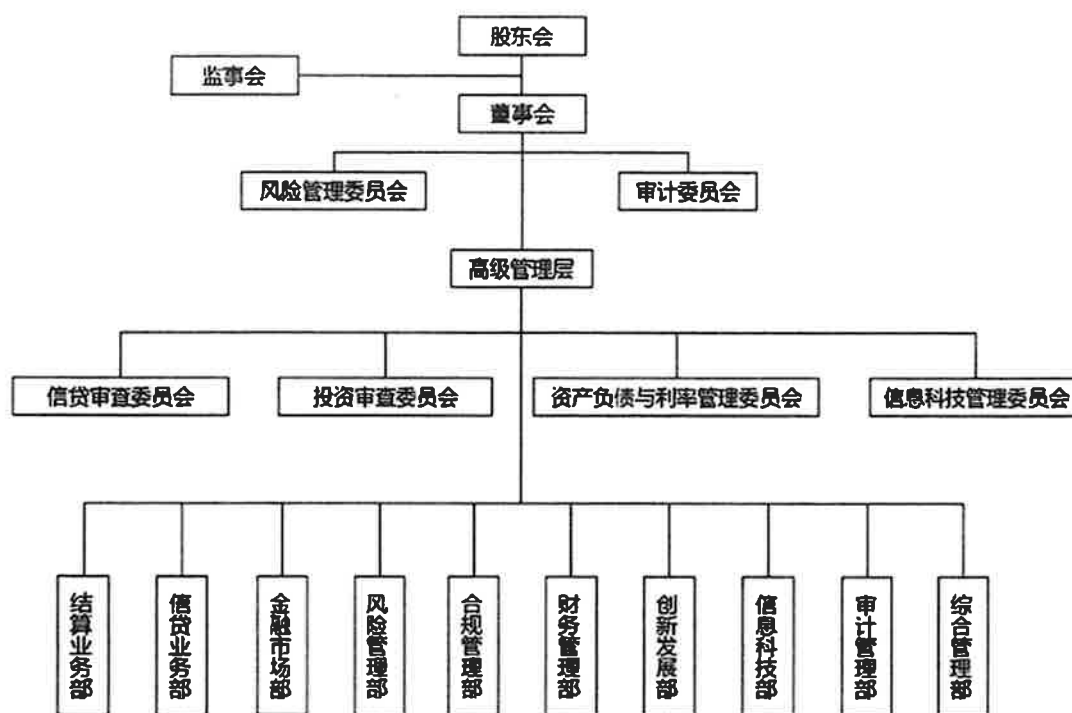 股东会
监事会
董事会
风险管理委员会
审计委员会
高级管理层
信贷审查委员会
投资审查委员会
资产负债与利率管理委员会
信息科技管理委员会
结算业务部
信贷业务部
金融市场部
风险管理部
合规管理部
财务管理部
创新发展部
信息科技部
审计管理部
综合管理部